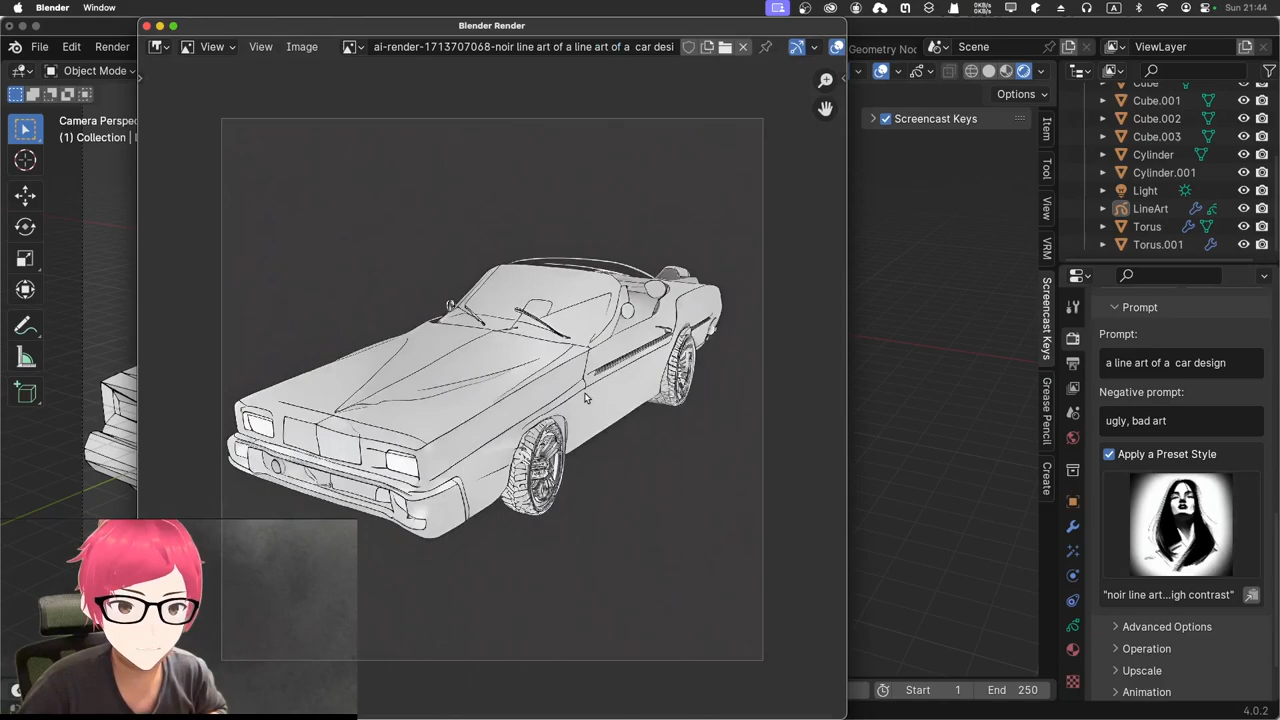 Blender Window
0KB/s
0KB/s
A
Sun 21:44
Blender Render
File Edit Render
View View Image
ai-render-1713707068-noir line art of a line art of a car desi
Geometry Noc
Scene
ViewLayer
Object Mode
Options
Camera Perspe
(1) Collection |
Screencast Keys
Item
Tool
View
VRM
Screencast Keys
Grease Pencil
Create
Cube
Cube.001
Cube.002
Cube.003
Cylinder
Cylinder.001
Light
LineArt
Torus
Torus.001
Prompt
Prompt:
a line art of a car design
Negative prompt:
ugly, bad art
Apply a Preset Style
"noir line art...igh contrast"
Advanced Options
Operation
Upscale
Animation
Start 1
End 250
4.0.2